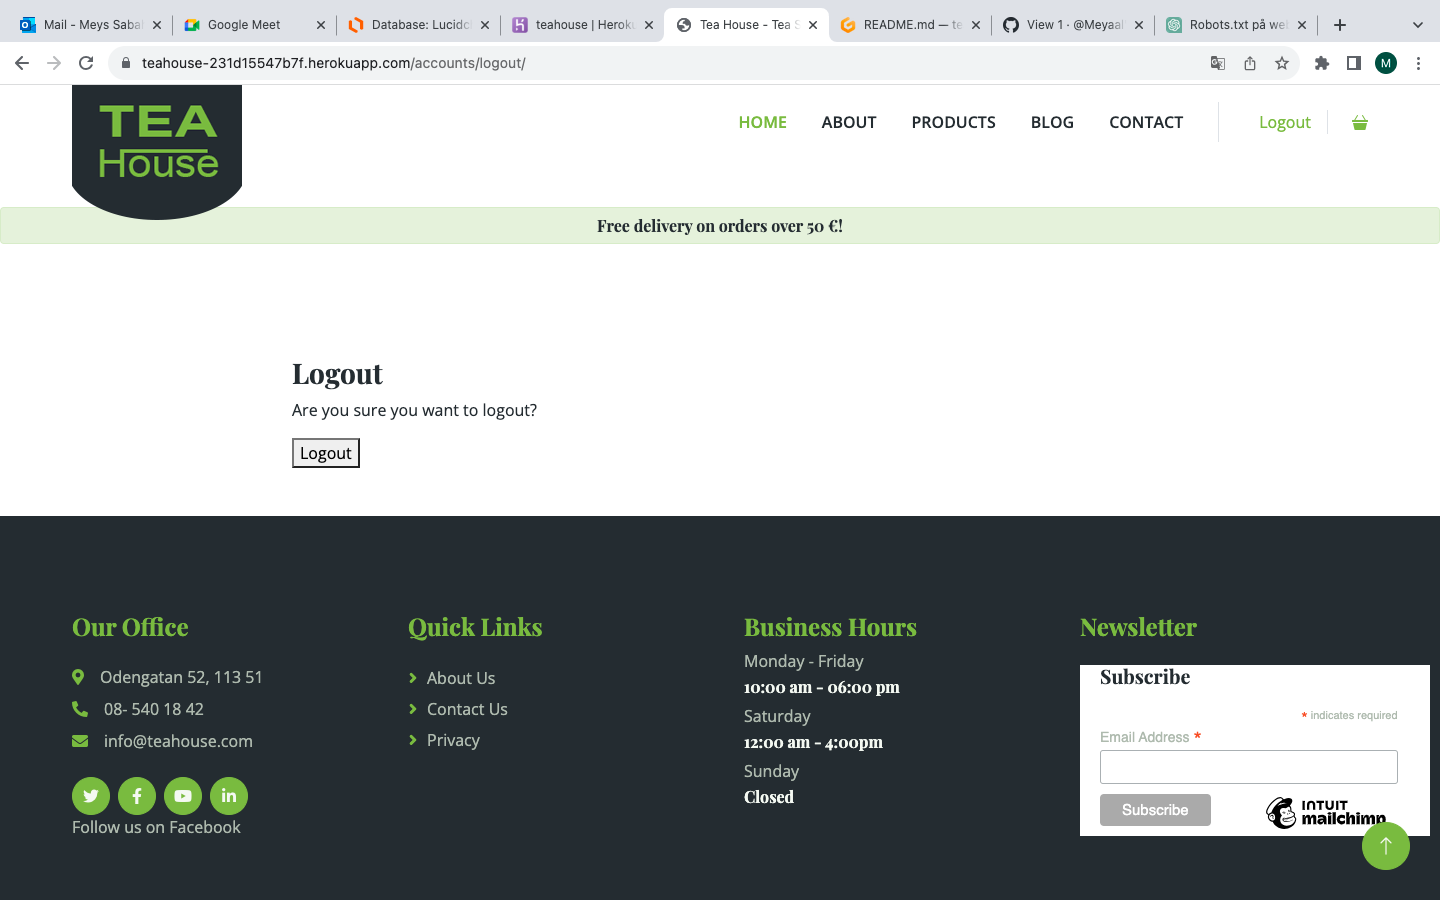 Mail - Meys Sabal
Google Meet
Database: Lucidch
teahouse | Heroku
Tea House - Tea S
README.md — te
View 1 · @Meyaal
Robots.txt på web
teahouse-231d15547b7f.herokuapp.com/accounts/logout/
M
TEA
House
HOME
ABOUT
PRODUCTS
BLOG
CONTACT
Logout
Free delivery on orders over 50 €!
Logout
Are you sure you want to logout?
Logout
Our Office
Odengatan 52, 113 51
08- 540 18 42
info@teahouse.com
Follow us on Facebook
Quick Links
About Us
Contact Us
Privacy
Business Hours
Monday - Friday
10:00 am - 06:00 pm
Saturday
12:00 am - 4:00pm
Sunday
Closed
Newsletter
Subscribe
* indicates required
Email Address *
Subscribe
INTUIT
mailchimp